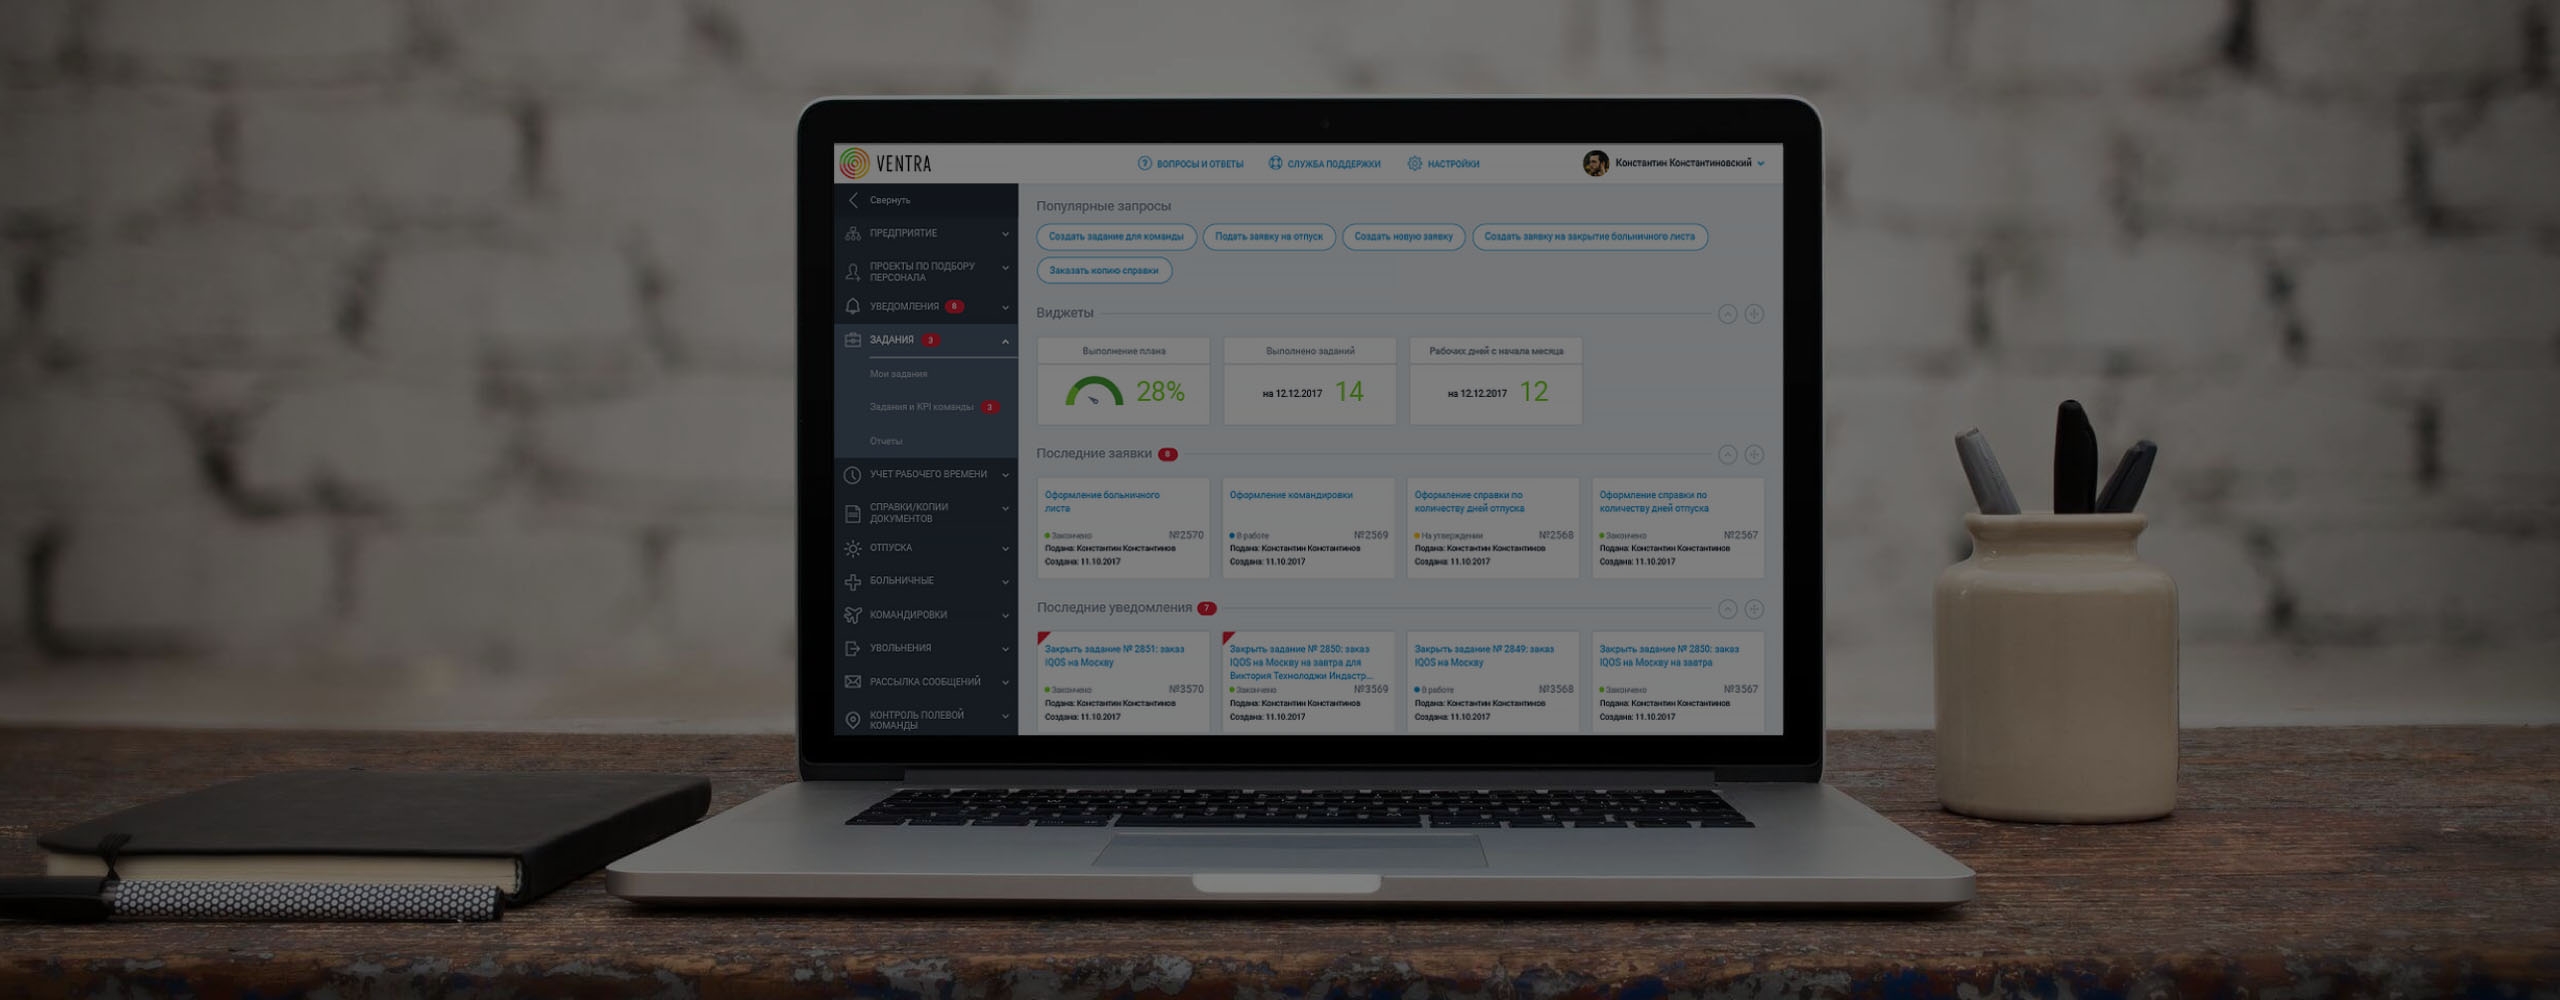 VENTRA
ВОПРОСЫ И ОТВЕТЫ
СЛУЖБА ПОДДЕРЖКИ
НАСТРОЙКИ
Константин Константиновский
Свернуть
ПРЕДПРИЯТИЕ
ПРОЕКТЫ ПО ПОДБОРУ
ПЕРСОНАЛА
УВЕДОМЛЕНИЯ 8
ЗАДАНИЯ 3
Мои задания
Задания и KPI команды 3
Отчеты
УЧЕТ РАБОЧЕГО ВРЕМЕНИ
СПРАВКИ/КОПИИ
ДОКУМЕНТОВ
ОТПУСКА
БОЛЬНИЧНЫЕ
КОМАНДИРОВКИ
УВОЛЬНЕНИЯ
РАССЫЛКА СООБЩЕНИЙ
КОНТРОЛЬ ПОЛЕВОЙ
КОМАНДЫ
Популярные запросы
Создать задание для команды
Подать заявку на отпуск
Создать новую заявку
Создать заявку на закрытие больничного листа
Заказать копию справки
Виджеты
Выполнение плана
28%
Выполнено заданий
на 12.12.2017 14
Рабочих дней с начала месяца
на 12.12.2017 12
Последние заявки 8
Оформление больничного
листа
Закончено №2570
Подана: Константин Константинов
Создана: 11.10.2017
Оформление командировки
В работе №2569
Подана: Константин Константинов
Создана: 11.10.2017
Оформление справки по
количеству дней отпуска
На утверждении №2568
Подана: Константин Константинов
Создана: 11.10.2017
Оформление справки по
количеству дней отпуска
Закончено №2567
Подана: Константин Константинов
Создана: 11.10.2017
Последние уведомления 7
Закрыть задание № 2851: заказ
IQOS на Москву
Закончено №3570
Подана: Константин Константинов
Создана: 11.10.2017
Закрыть задание № 2850: заказ
IQOS на Москву на завтра для
Виктория Технолоджи Индастр...
Закончено №3569
Подана: Константин Константинов
Создана: 11.10.2017
Закрыть задание № 2849: заказ
IQOS на Москву
В работе №3568
Подана: Константин Константинов
Создана: 11.10.2017
Закрыть задание № 2850: заказ
IQOS на Москву на завтра
Закончено №3567
Подана: Константин Константинов
Создана: 11.10.2017